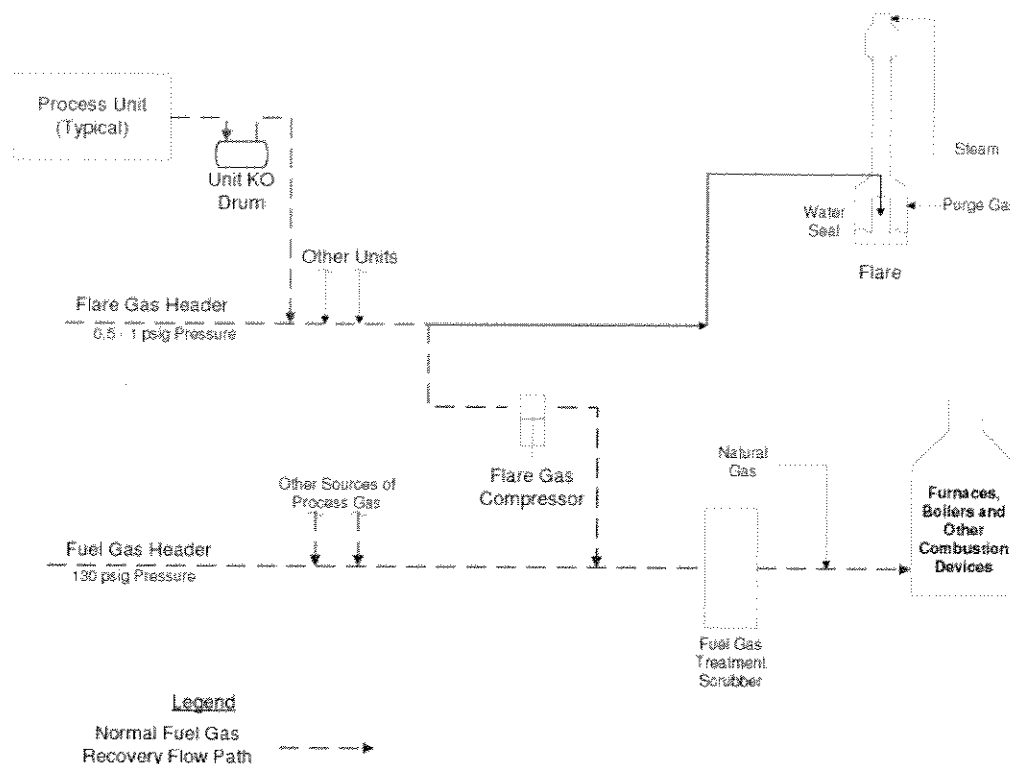 Process Unit
(Typical)
Unit KO
Drum
Steam
Water
Seal
Purge Gas
Flare
Other Units
Flare Gas Header
0.5 - 1 psig Pressure
Flare Gas
Compressor
Natural
Gas
Other Sources of
Process Gas
Furnaces,
Boilers and
Other
Combustion
Devices
Fuel Gas Header
130 psig Pressure
Fuel Gas
Treatment
Scrubber
Legend
Normal Fuel Gas
Recovery Flow Path